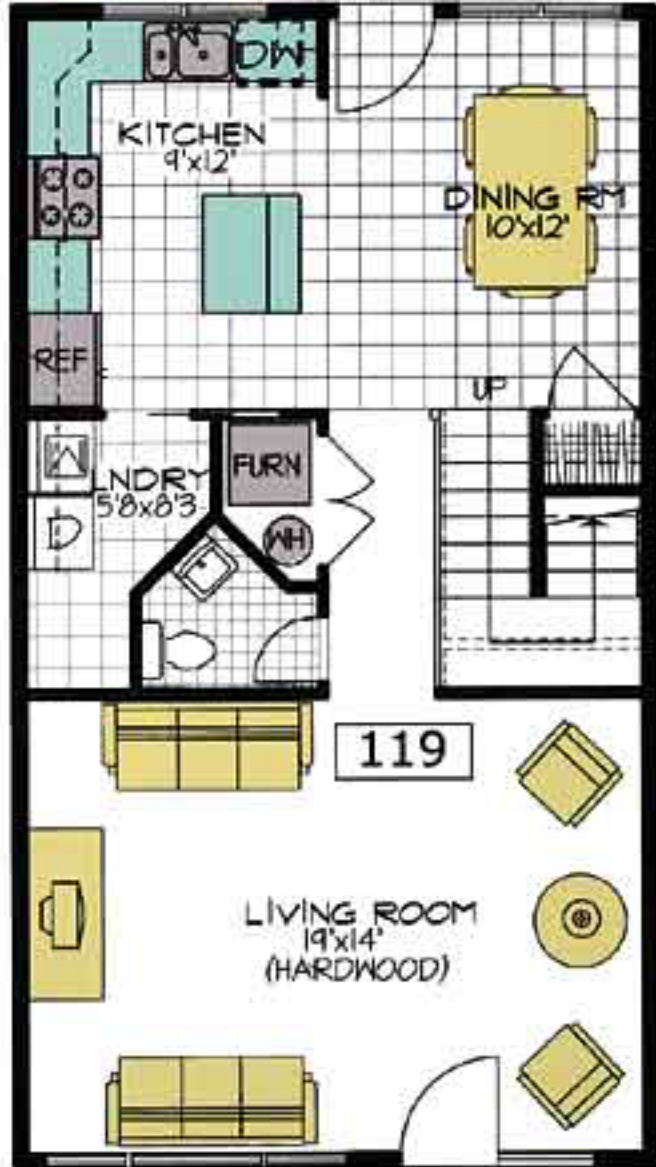 DW
KITCHEN
9'x12'
DINING RM
10'x12'
REF
UP
LNDRY
5'8x8'3
FURN
WH
D
119
LIVING ROOM
19'x14'
(HARDWOOD)